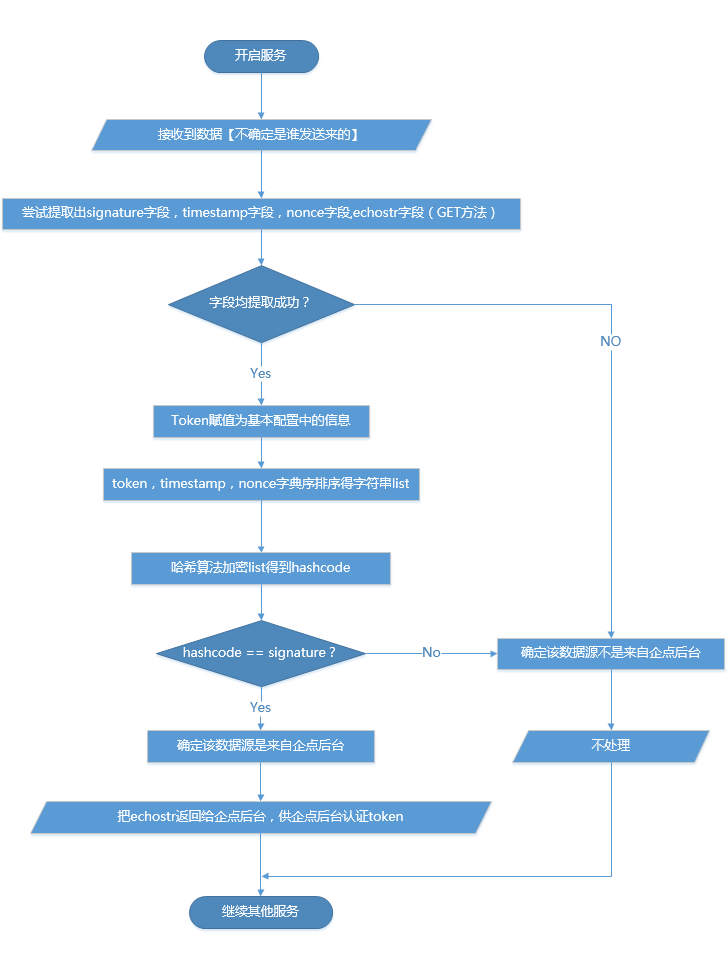 开启服务
接收到数据【不确定是谁发送来的】
尝试提取出signature字段，timestamp字段，nonce字段,echostr字段（GET方法）
字段均提取成功？
NO
Yes
Token赋值为基本配置中的信息
token，timestamp，nonce字典序排序得字符串list
哈希算法加密list得到hashcode
hashcode == signature？
No
确定该数据源不是来自企点后台
Yes
确定该数据源是来自企点后台
不处理
把echostr返回给企点后台，供企点后台认证token
继续其他服务